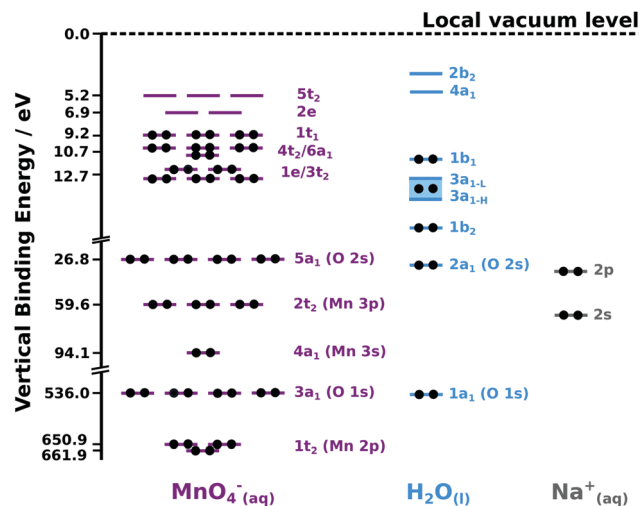 Local vacuum level
Vertical Binding Energy / eV
0.0
5.2
6.9
9.2
10.7
12.7
26.8
59.6
94.1
536.0
650.9
661.9
5t₂
2e
1t₁
4t₂/6a₁
1e/3t₂
5a₁ (O 2s)
2t₂ (Mn 3p)
4a₁ (Mn 3s)
3a₁ (O 1s)
1t₂ (Mn 2p)
2b₂
4a₁
1b₁
3a₁₋L
3a₁₋H
1b₂
2a₁ (O 2s)
1a₁ (O 1s)
2p
2s
MnO₄⁻(aq)
H₂O(l)
Na⁺(aq)